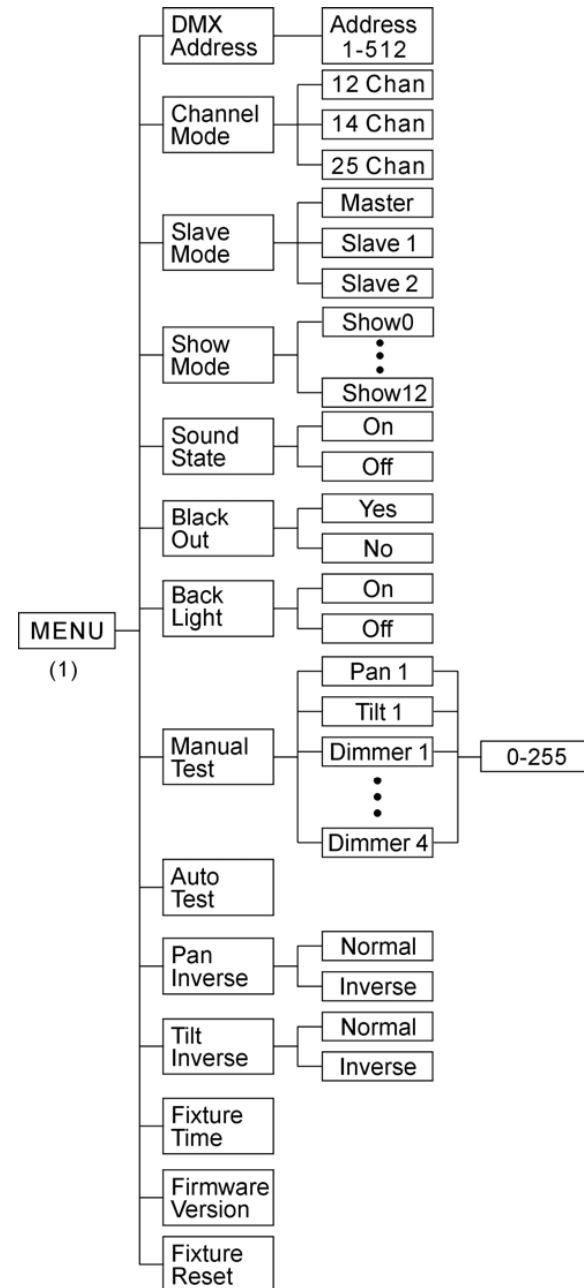 DMX
Address
Address
1-512
Channel
Mode
12 Chan
14 Chan
25 Chan
Slave
Mode
Master
Slave 1
Slave 2
Show
Mode
Show0
Show12
Sound
State
On
Off
Black
Out
Yes
No
Back
Light
On
Off
MENU
(1)
Manual
Test
Pan 1
Tilt 1
Dimmer 1
Dimmer 4
0-255
Auto
Test
Pan
Inverse
Normal
Inverse
Tilt
Inverse
Normal
Inverse
Fixture
Time
Firmware
Version
Fixture
Reset